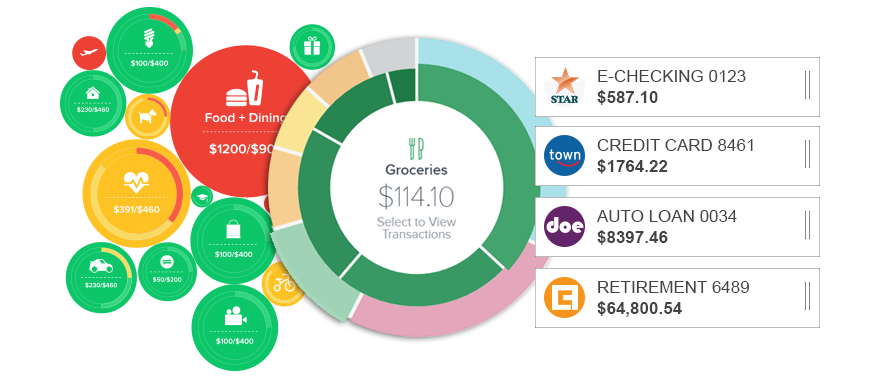 $100/$400
$230/$460
Food + Dining
$1200/$90
$391/$460
$100/$400
$230/$460
$50/$200
$100/$400
Groceries
$114.10
Select to View
Transactions
STAR
E-CHECKING 0123
$587.10
town
CREDIT CARD 8461
$1764.22
doe
AUTO LOAN 0034
$8397.46
RETIREMENT 6489
$64,800.54